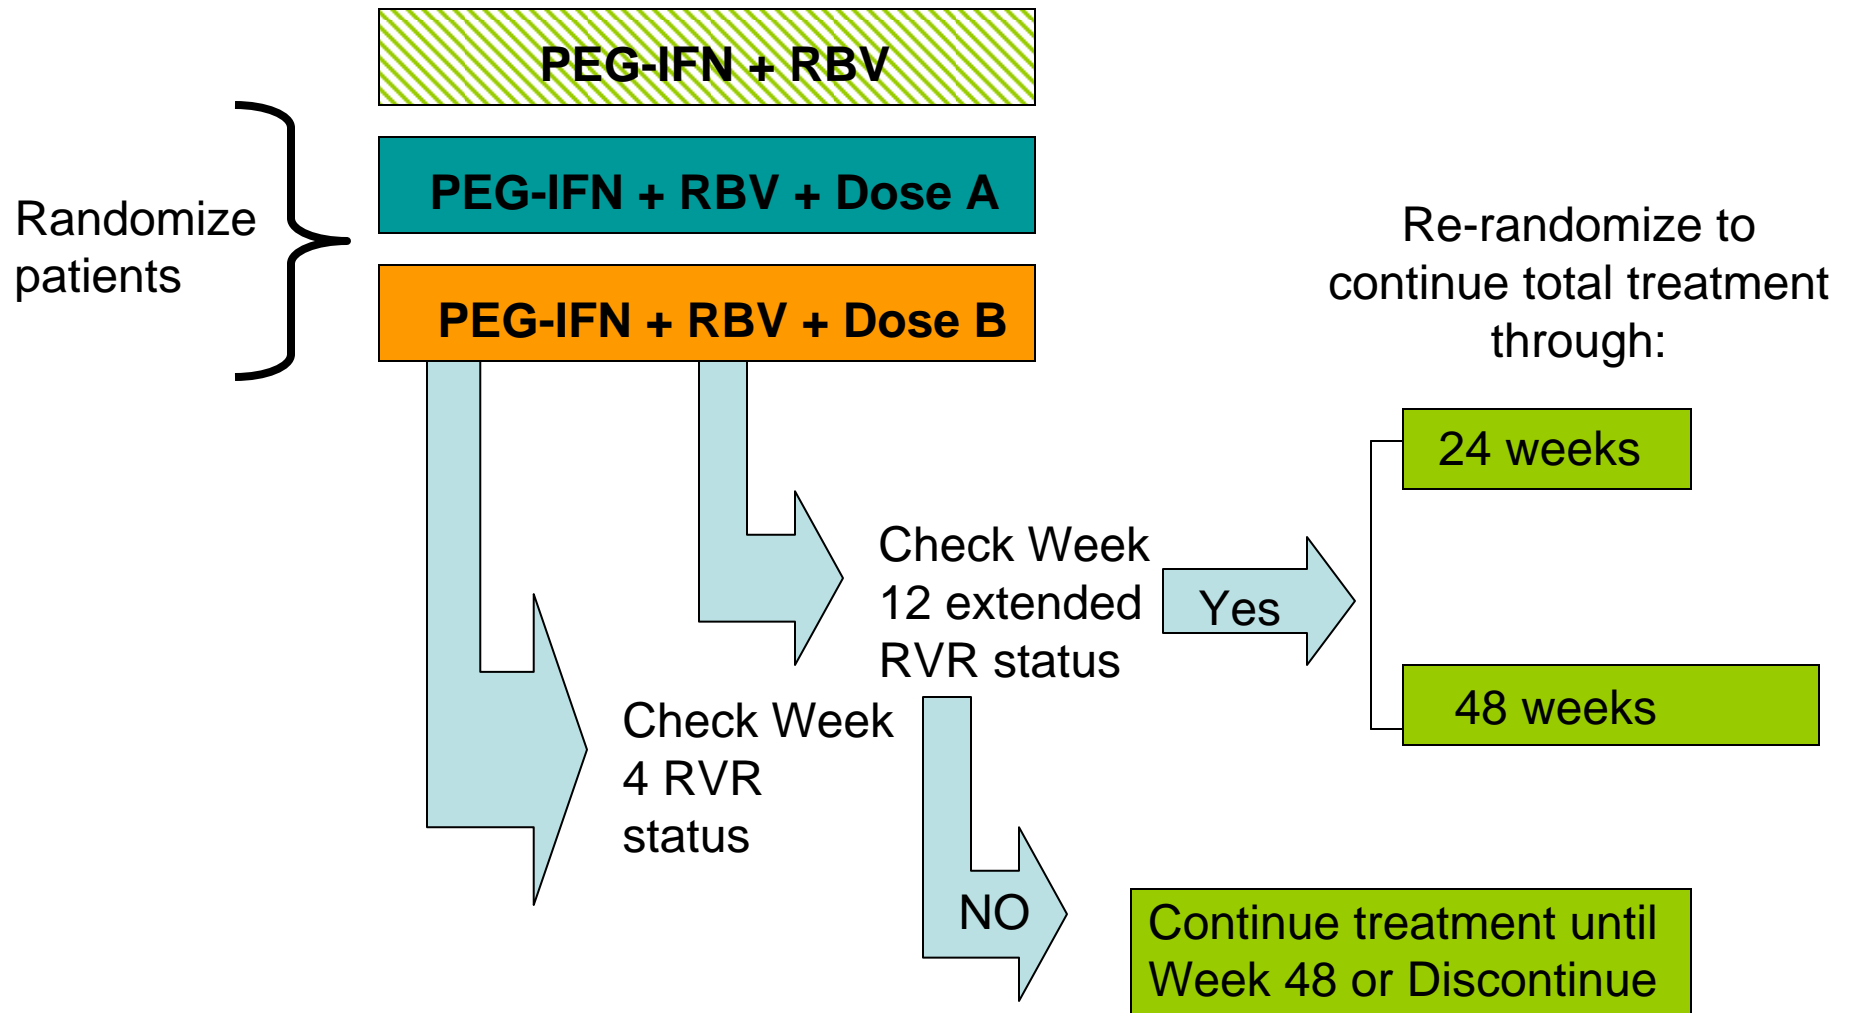 PEG-IFN + RBV
PEG-IFN + RBV + Dose A
PEG-IFN + RBV + Dose B
Randomize
patients
Re-randomize to
continue total treatment
through:
24 weeks
48 weeks
Check Week
12 extended
RVR status
Yes
Check Week
4 RVR
status
NO
Continue treatment until
Week 48 or Discontinue